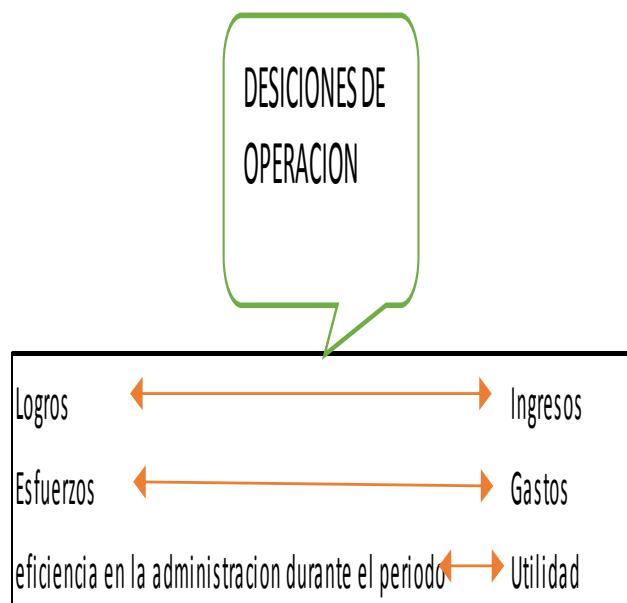 DESICIONES DE
OPERACION
Logros Ingresos
Esfuerzos Gastos
eficiencia en la administracion durante el periodo Utilidad